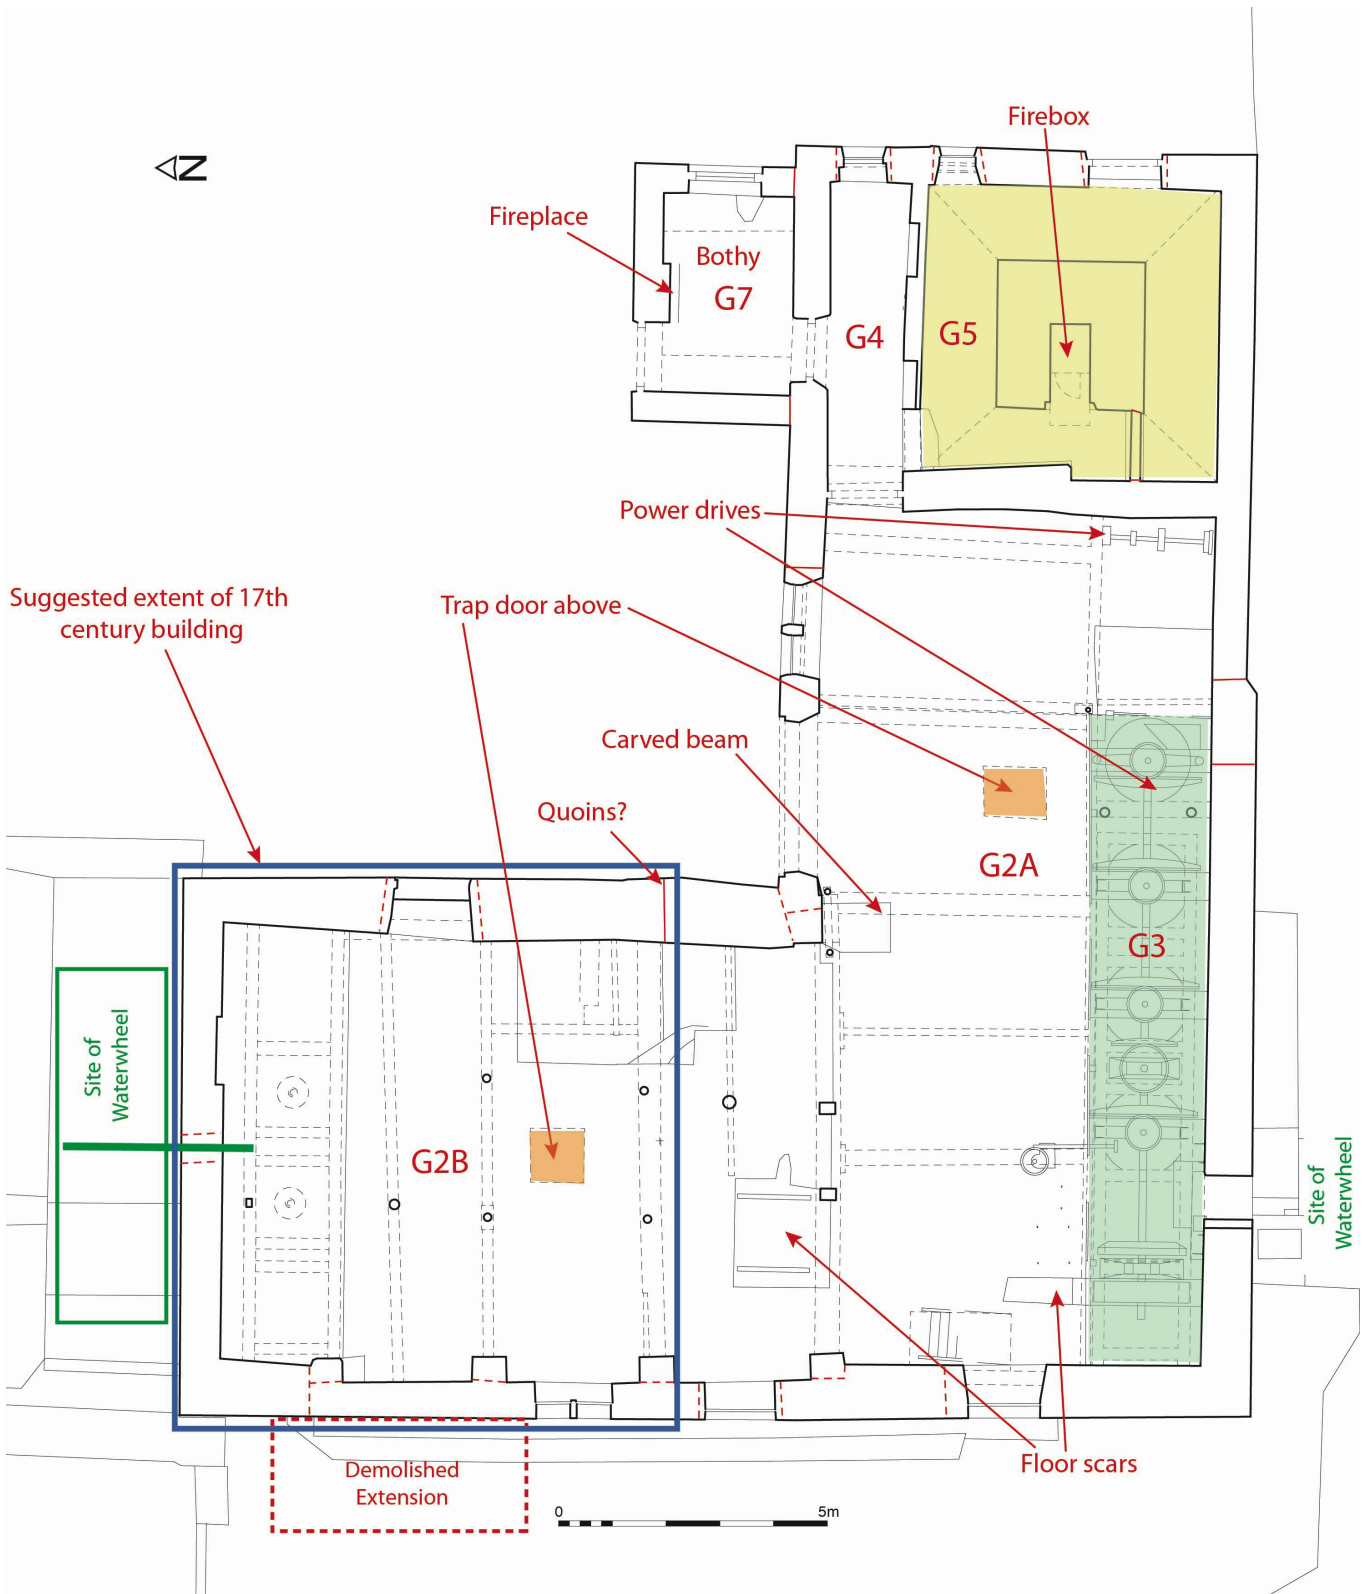 Firebox
N
Fireplace
Bothy
G7
G4
G5
Power drives
Suggested extent of 17th
century building
Trap door above
Carved beam
Quoins?
G2A
G3
Site of
Waterwheel
G2B
Site of
Waterwheel
Floor scars
Demolished
Extension
0
5m